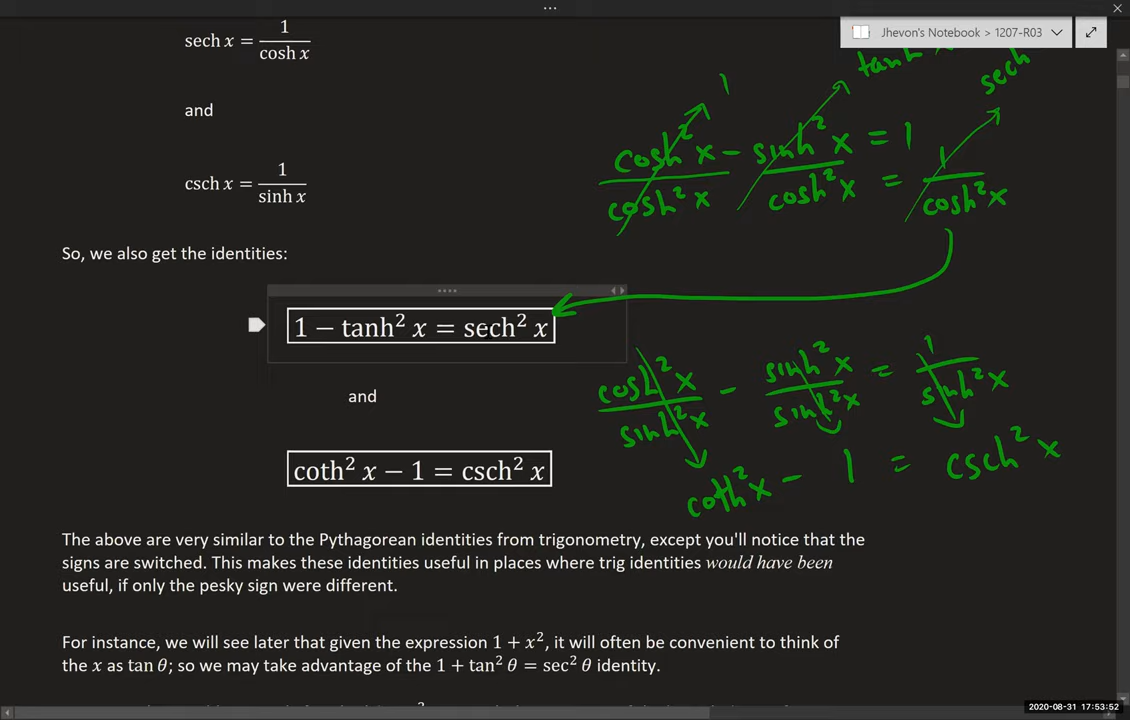 Jhevon's Notebook > 1207-R03
sech x = 1/cosh x
and
csch x = 1/sinh x
So, we also get the identities:
1 − tanh² x = sech² x
and
coth² x − 1 = csch² x
The above are very similar to the Pythagorean identities from trigonometry, except you'll notice that the
signs are switched. This makes these identities useful in places where trig identities would have been
useful, if only the pesky sign were different.
For instance, we will see later that given the expression 1 + x², it will often be convenient to think of
the x as tan θ; so we may take advantage of the 1 + tan² θ = sec² θ identity.
1
tanh
sech
cosh² x − sinh² x = 1
cosh² x cosh² x = 1/cosh² x
cosh² x/sinh² x − sinh² x/sinh² x = 1/sinh² x
coth² x − 1 = csch² x
2020-08-31 17:53:52